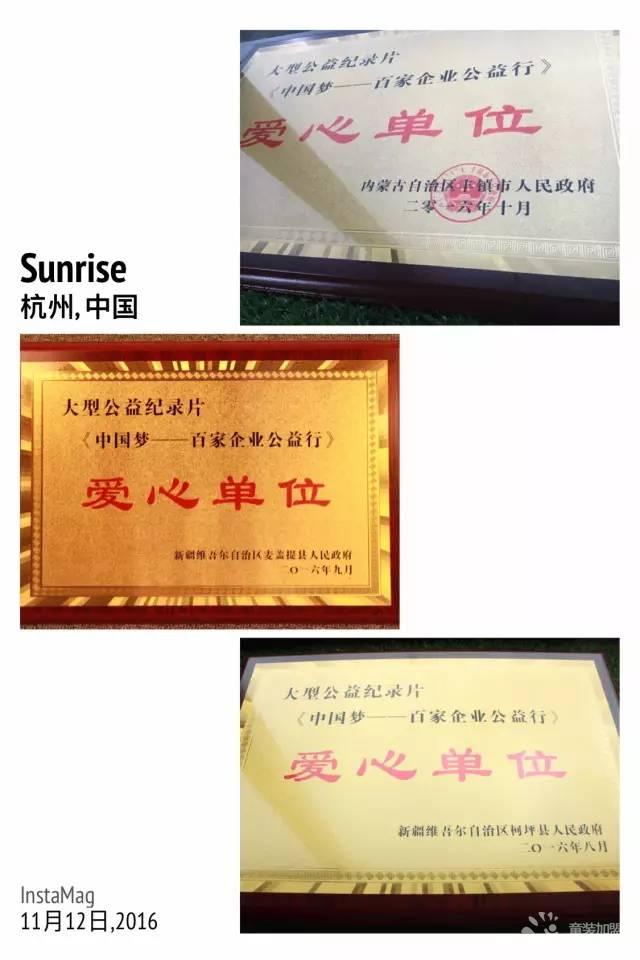 大型公益纪录片
《中国梦——百家企业公益行》
爱心单位
内蒙古自治区丰镇市人民政府
二零一六年十月
Sunrise
杭州,中国
大型公益纪录片
《中国梦——百家企业公益行》
爱心单位
新疆维吾尔自治区麦盖提县人民政府
二〇一六年九月
大型公益纪录片
《中国梦——百家企业公益行》
爱心单位
新疆维吾尔自治区柯坪县人民政府
二〇一六年八月
InstaMag
11月12日,2016
童装加盟